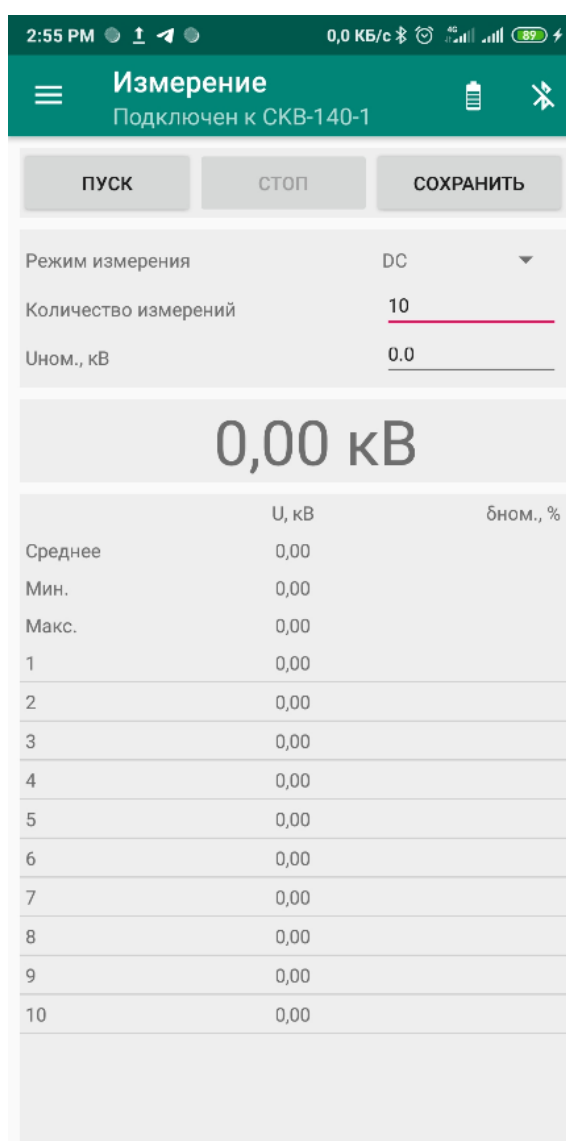 2:55 PM 0,0 КБ/с 4G 89
Измерение
Подключен к СКВ-140-1
ПУСК СТОП СОХРАНИТЬ
Режим измерения DC
Количество измерений 10
Uном., кВ 0.0
0,00 кВ
U, кВ δном., %
Среднее 0,00
Мин. 0,00
Макс. 0,00
1 0,00
2 0,00
3 0,00
4 0,00
5 0,00
6 0,00
7 0,00
8 0,00
9 0,00
10 0,00